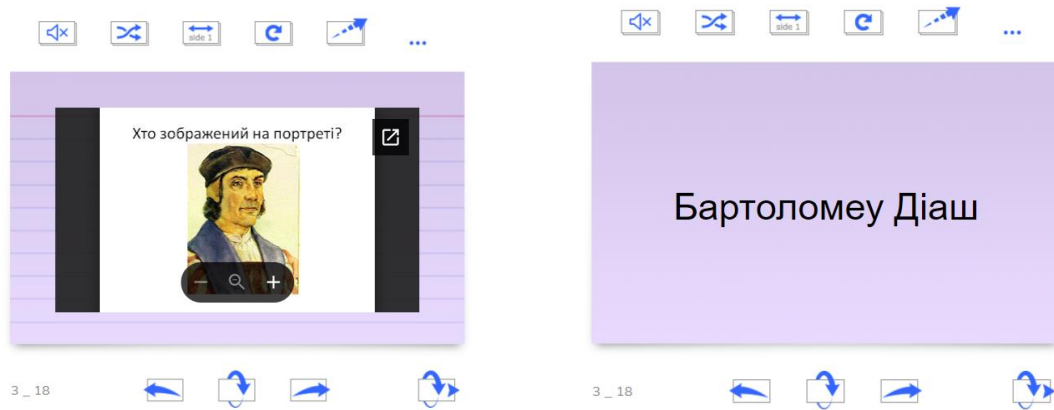 side 1
Хто зображений на портреті?
3 _ 18
side 1
Бартоломеу Діаш
3 _ 18